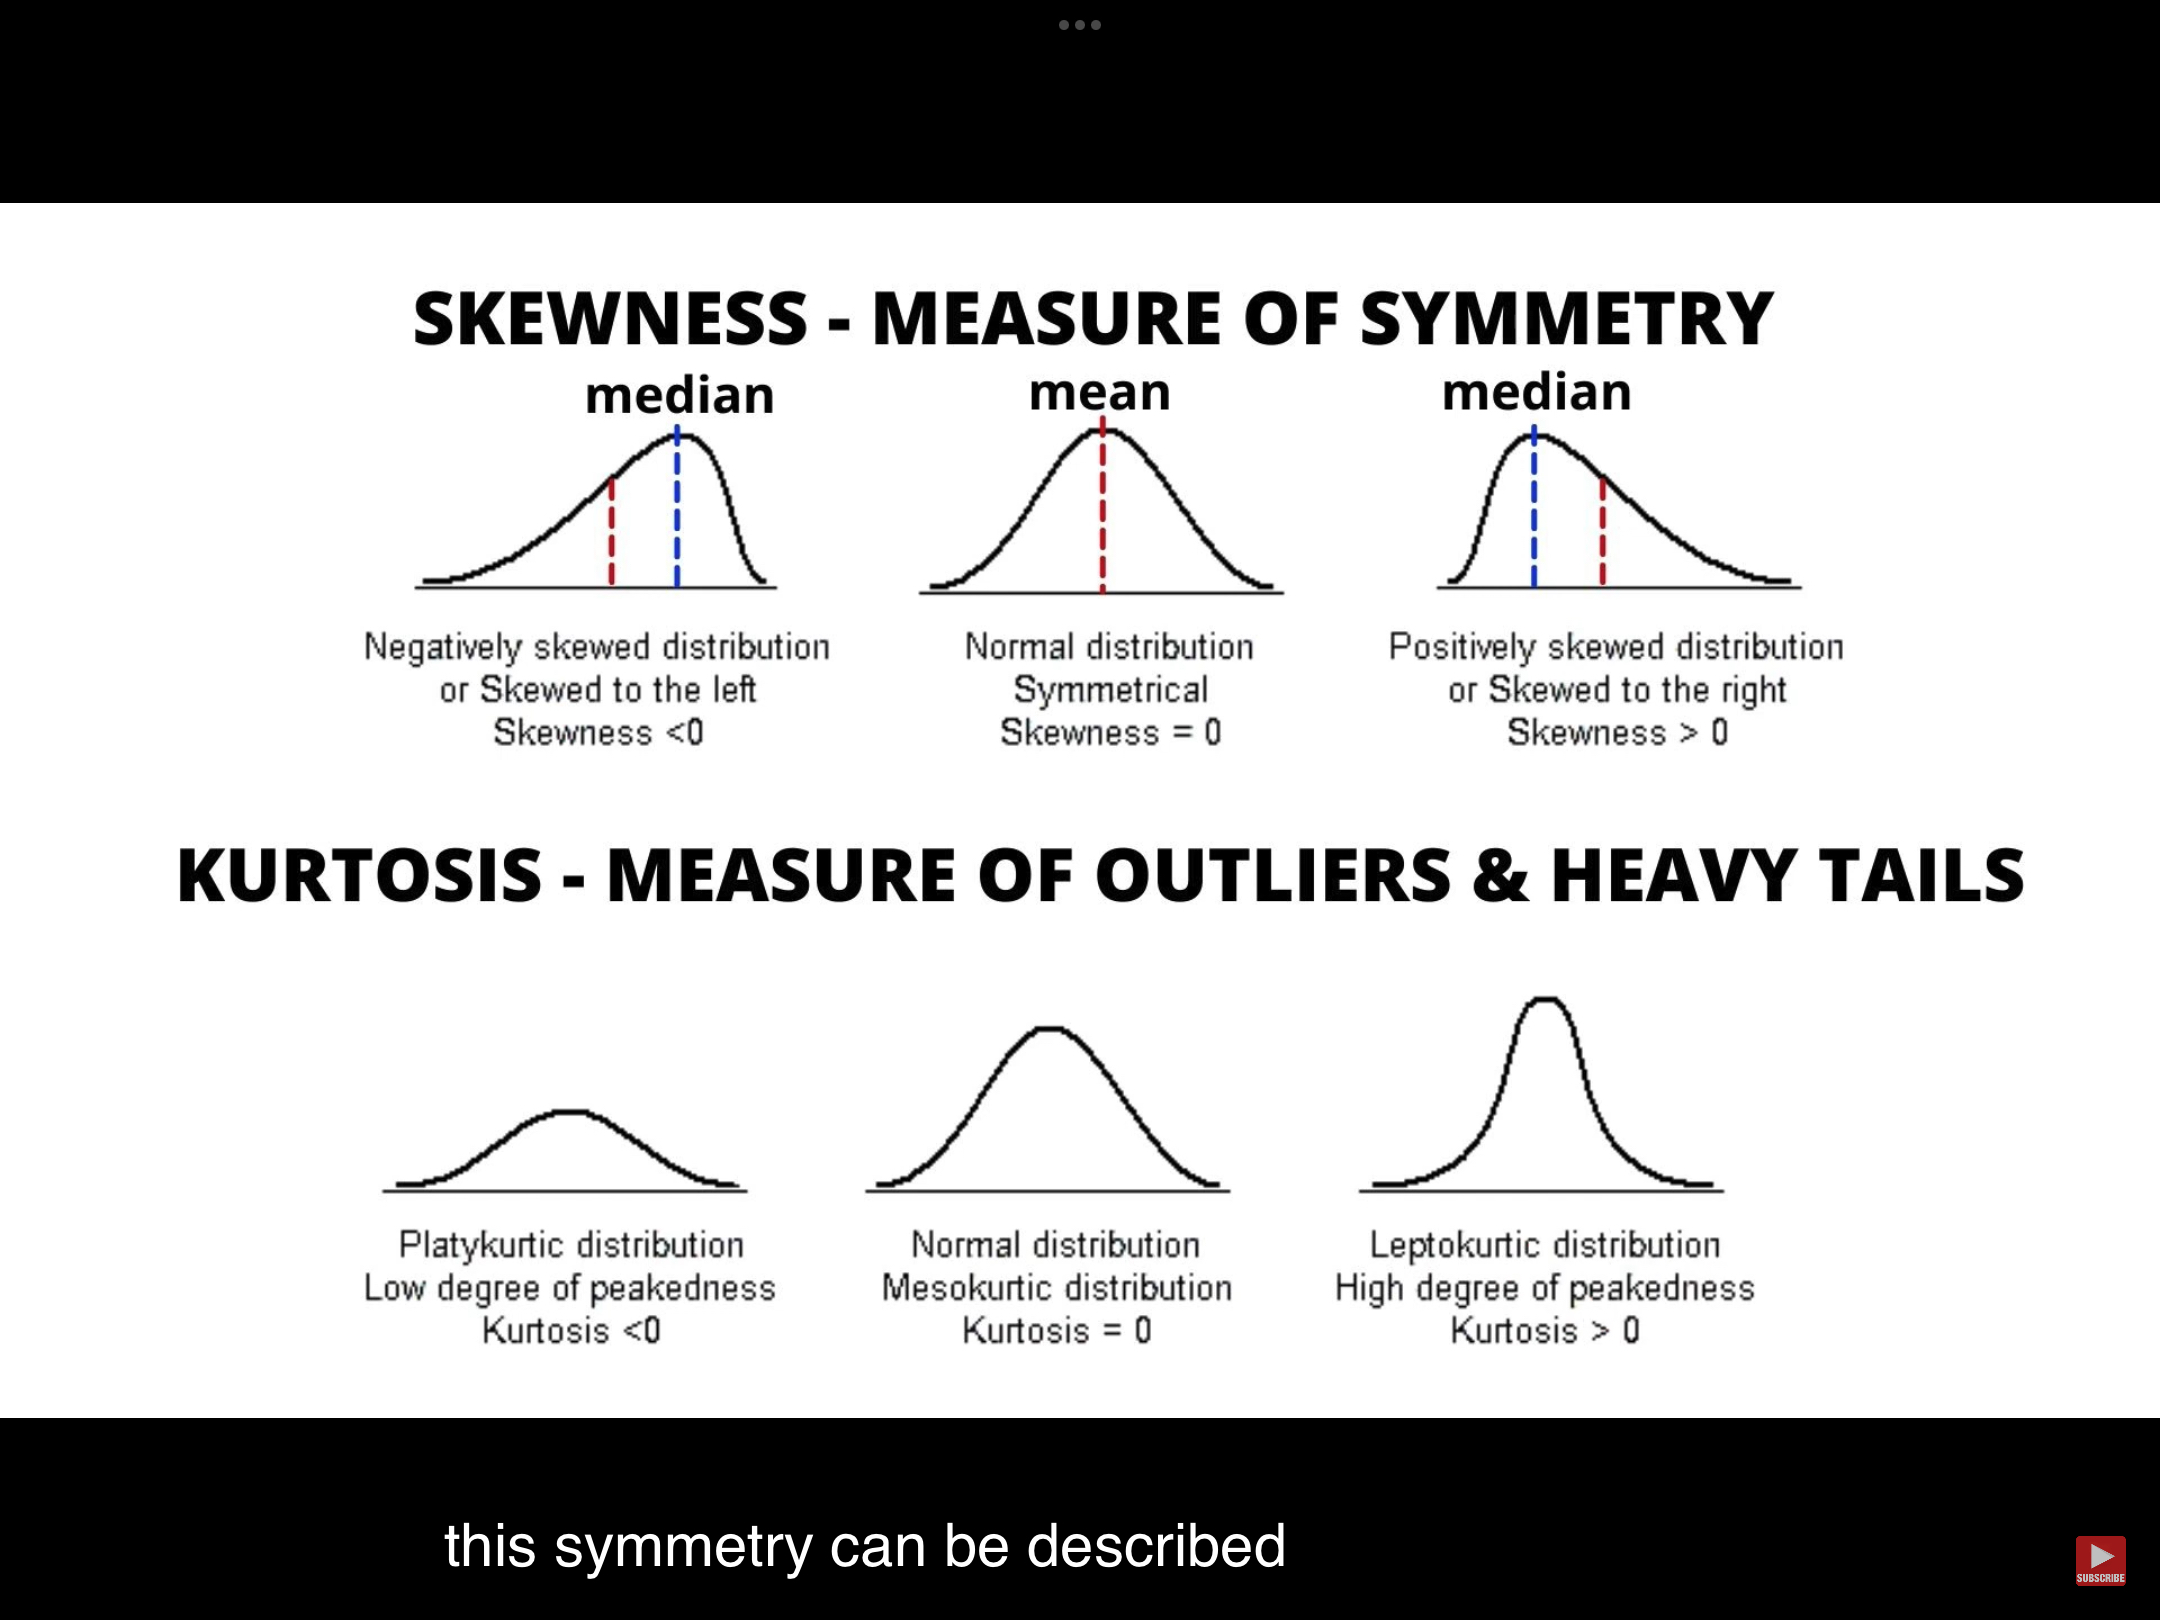 SKEWNESS - MEASURE OF SYMMETRY
median
mean
median
Negatively skewed distribution
or Skewed to the left
Skewness <0
Normal distribution
Symmetrical
Skewness = 0
Positively skewed distribution
or Skewed to the right
Skewness > 0
KURTOSIS - MEASURE OF OUTLIERS & HEAVY TAILS
Platykurtic distribution
Low degree of peakedness
Kurtosis <0
Normal distribution
Mesokurtic distribution
Kurtosis = 0
Leptokurtic distribution
High degree of peakedness
Kurtosis > 0
this symmetry can be described
SUBSCRIBE